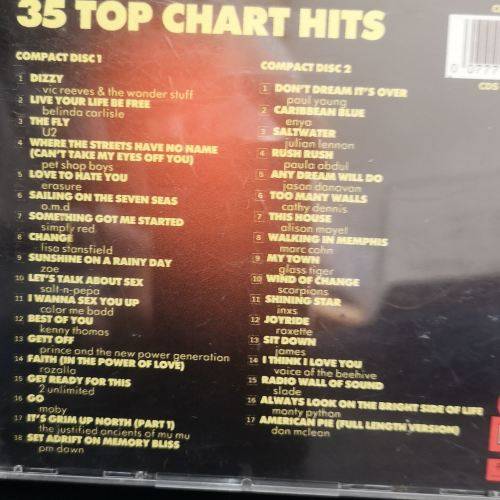 35 TOP CHART HITS
COMPACT DISC 1
1 DIZZY
vic reeves & the wonder stuff
2 LIVE YOUR LIFE BE FREE
belinda carlisle
3 THE FLY
U2
4 WHERE THE STREETS HAVE NO NAME
(CAN'T TAKE MY EYES OFF YOU)
pet shop boys
5 LOVE TO HATE YOU
erasure
6 SAILING ON THE SEVEN SEAS
o.m.d
7 SOMETHING GOT ME STARTED
simply red
8 CHANGE
lisa stansfield
9 SUNSHINE ON A RAINY DAY
zoe
10 LET'S TALK ABOUT SEX
salt-n-pepa
11 I WANNA SEX YOU UP
color me badd
12 BEST OF YOU
kenny thomas
13 GETT OFF
prince and the new power generation
14 FAITH (IN THE POWER OF LOVE)
rozalla
15 GET READY FOR THIS
2 unlimited
16 GO
moby
17 IT'S GRIM UP NORTH (PART 1)
the justified ancients of mu mu
18 SET ADRIFT ON MEMORY BLISS
pm dawn
COMPACT DISC 2
1 DON'T DREAM IT'S OVER
paul young
2 CARIBBEAN BLUE
enya
3 SALTWATER
julian lennon
4 RUSH RUSH
paula abdul
5 ANY DREAM WILL DO
jason donovan
6 TOO MANY WALLS
cathy dennis
7 THIS HOUSE
alison moyet
8 WALKING IN MEMPHIS
marc cohn
9 MY TOWN
glass tiger
10 WIND OF CHANGE
scorpions
11 SHINING STAR
inxs
12 JOYRIDE
roxette
13 SIT DOWN
james
14 I THINK I LOVE YOU
voice of the beehive
15 RADIO WALL OF SOUND
slade
16 ALWAYS LOOK ON THE BRIGHT SIDE OF LIFE
monty python
17 AMERICAN PIE (FULL LENGTH VERSION)
don mclean
0 0777
CDS